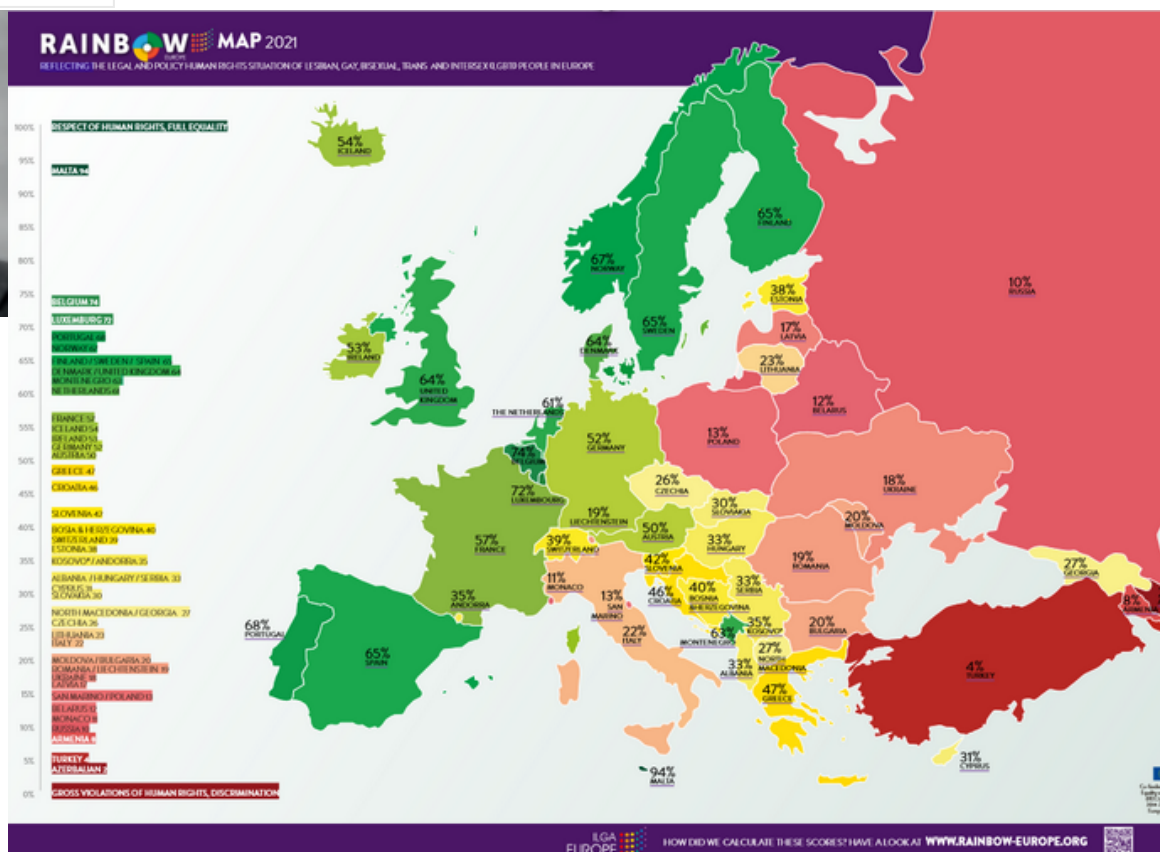 RAINBOW EUROPE MAP 2021
REFLECTING THE LEGAL AND POLICY HUMAN RIGHTS SITUATION OF LESBIAN, GAY, BISEXUAL, TRANS AND INTERSEX (LGBTI) PEOPLE IN EUROPE
100%
95%
90%
85%
80%
75%
70%
65%
60%
55%
50%
45%
40%
35%
30%
25%
20%
15%
10%
5%
0%
RESPECT OF HUMAN RIGHTS, FULL EQUALITY
MALTA 94
BELGIUM 74
LUXEMBURG 72
PORTUGAL 68
NORWAY 67
FINLAND / SWEDEN / SPAIN 65
DENMARK / UNITED KINGDOM 64
MONTENEGRO 63
NETHERLANDS 61
FRANCE 57
ICELAND 54
IRELAND 53
GERMANY 52
AUSTRIA 50
GREECE 47
CROATIA 46
SLOVENIA 42
BOSIA & HERZEGOVINA 40
SWITZERLAND 39
ESTONIA 38
KOSOVO* / ANDORRA 35
ALBANIA / HUNGARY / SERBIA 33
CYPRUS 31
SLOVAKIA 30
NORTH MACEDONIA / GEORGIA 27
CZECHIA 26
LITHUANIA 23
ITALY 22
MOLDOVA / BULGARIA 20
ROMANIA / LIECHTENSTEIN 19
UKRAINE 18
LATVIA 17
SAN MARINO / POLAND 13
BELARUS 12
MONACO 11
RUSSIA 10
ARMENIA 8
TURKEY 4
AZERBAIJAN 2
GROSS VIOLATIONS OF HUMAN RIGHTS, DISCRIMINATION
54%
ICELAND
67%
NORWAY
65%
FINLAND
65%
SWEDEN
10%
RUSSIA
38%
ESTONIA
17%
LATVIA
23%
LITHUANIA
12%
BELARUS
64%
DENMARK
53%
IRELAND
64%
UNITED
KINGDOM
61%
THE NETHERLANDS
74%
BELGIUM
72%
LUXEMBOURG
52%
GERMANY
13%
POLAND
26%
CZECHIA
30%
SLOVAKIA
18%
UKRAINE
20%
MOLDOVA
19%
LIECHTENSTEIN
50%
AUSTRIA
33%
HUNGARY
19%
ROMANIA
57%
FRANCE
39%
SWITZERLAND
42%
SLOVENIA
46%
CROATIA
40%
BOSNIA
&HERZEGOVINA
33%
SERBIA
11%
MONACO
13%
SAN
MARINO
35%
ANDORRA
22%
ITALY
63%
MONTENEGRO
35%
KOSOVO*
20%
BULGARIA
27%
NORTH
MACEDONIA
33%
ALBANIA
47%
GREECE
68%
PORTUGAL
65%
SPAIN
94%
MALTA
4%
TURKEY
31%
CYPRUS
27%
GEORGIA
8%
ARMENIA
ILGA
EUROPE
HOW DID WE CALCULATE THESE SCORES? HAVE A LOOK AT WWW.RAINBOW-EUROPE.ORG